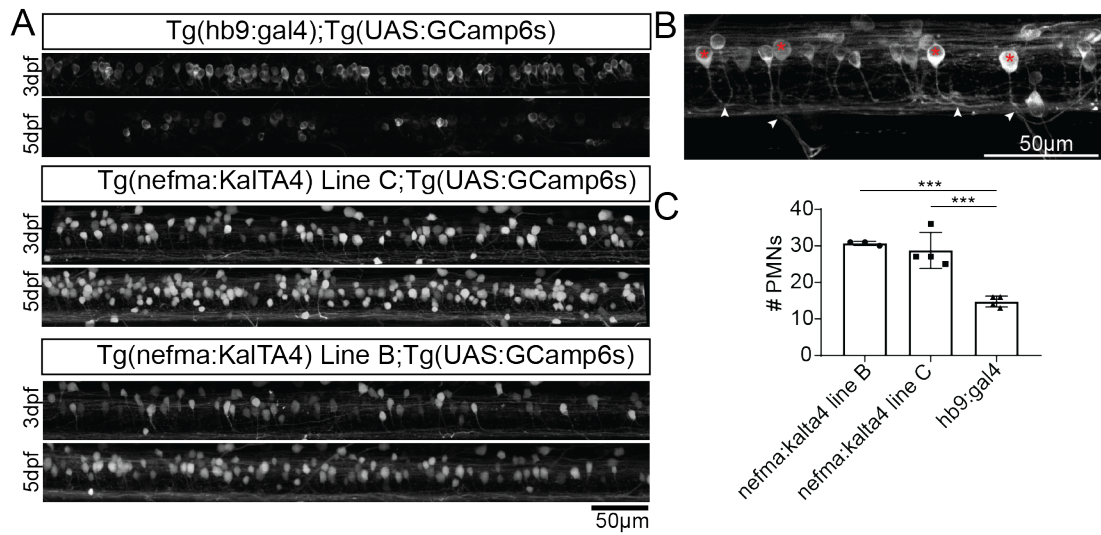 A
Tg(hb9:gal4);Tg(UAS:GCamp6s)
3dpf
5dpf
Tg(nefma:KalTA4) Line C;Tg(UAS:GCamp6s)
3dpf
5dpf
Tg(nefma:KalTA4) Line B;Tg(UAS:GCamp6s)
3dpf
5dpf
50µm
B
* * * *
50µm
C
*** 
***
# PMNs
40
30
20
10
0
nefma:kalta4 line B
nefma:kalta4 line C
hb9:gal4